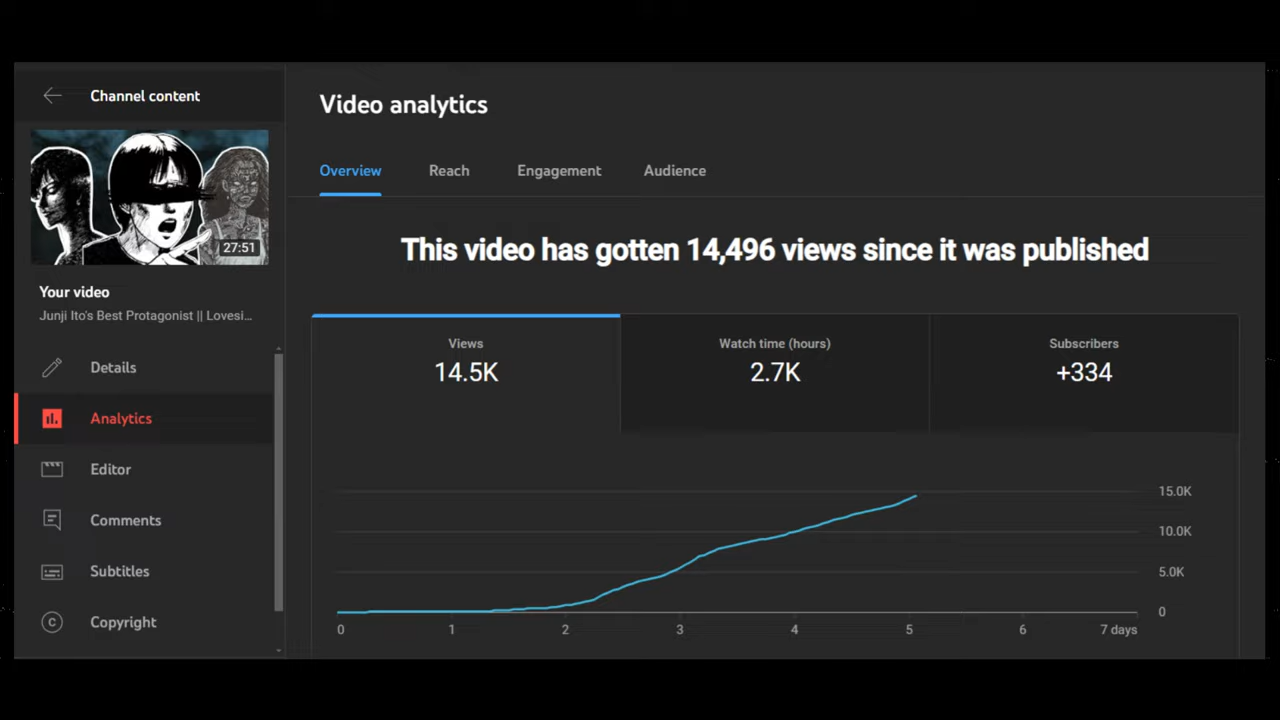 Channel content
27:51
Your video
Junji Ito's Best Protagonist || Lovesi...
Details
Analytics
Editor
Comments
Subtitles
Copyright
Video analytics
Overview Reach Engagement Audience
This video has gotten 14,496 views since it was published
Views Watch time (hours) Subscribers
14.5K 2.7K +334
15.0K
10.0K
5.0K
0
0 1 2 3 4 5 6 7 days